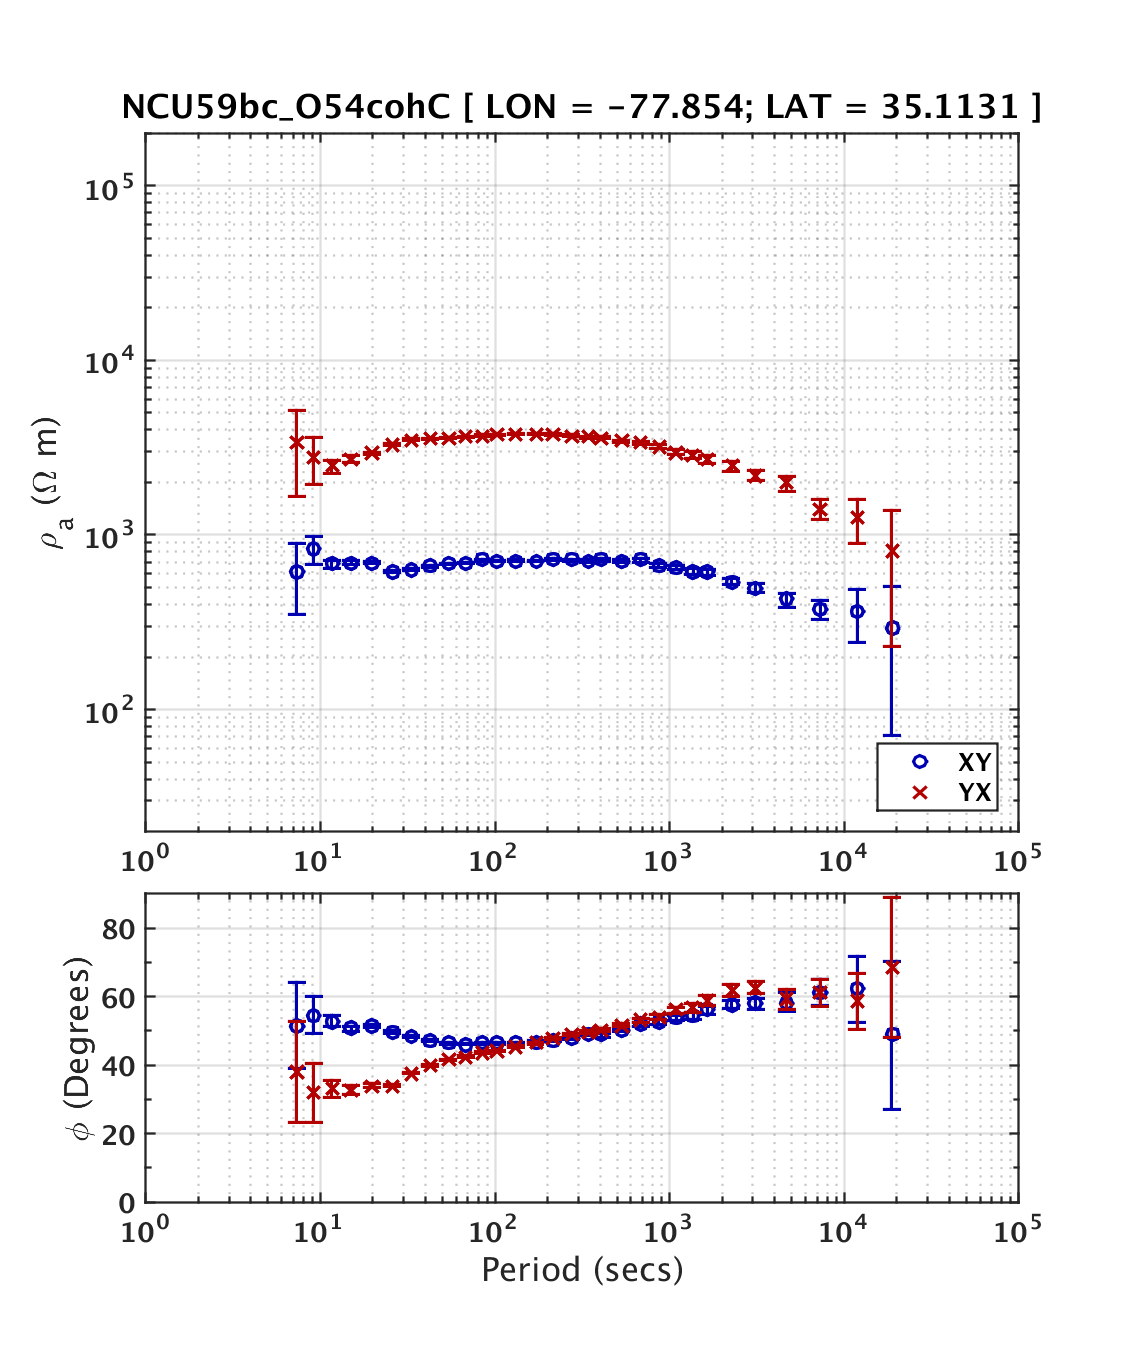 NCU59bc_O54cohC [ LON = -77.854; LAT = 35.1131 ]
ρa (Ω m)
10^5
10^4
10^3
10^2
XY
YX
10^0 10^1 10^2 10^3 10^4 10^5
ϕ (Degrees)
80
60
40
20
0
10^0 10^1 10^2 10^3 10^4 10^5
Period (secs)